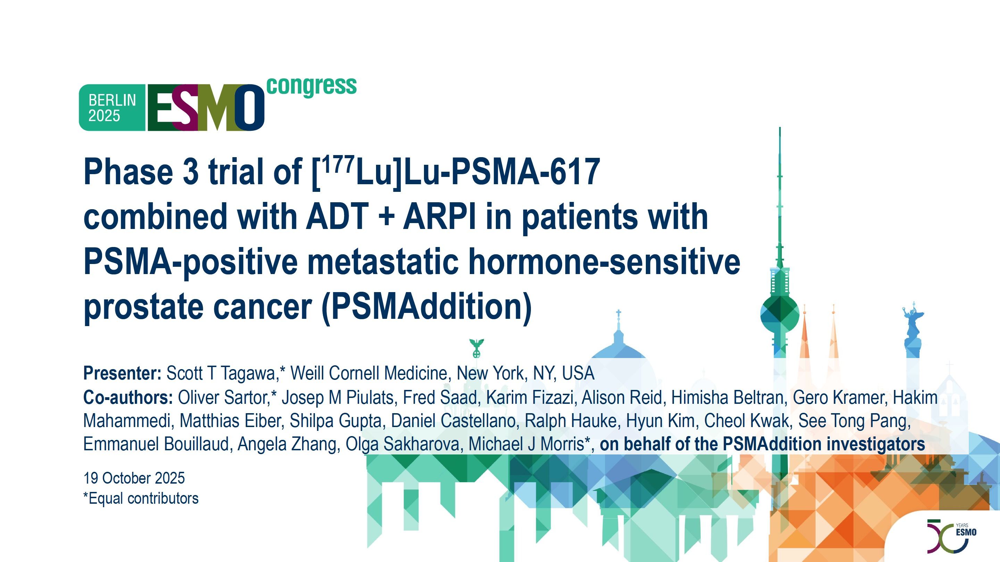 BERLIN
2025
ESMO
congress
Phase 3 trial of [¹⁷⁷Lu]Lu-PSMA-617
combined with ADT + ARPI in patients with
PSMA-positive metastatic hormone-sensitive
prostate cancer (PSMAddition)
Presenter: Scott T Tagawa,* Weill Cornell Medicine, New York, NY, USA
Co-authors: Oliver Sartor,* Josep M Piulats, Fred Saad, Karim Fizazi, Alison Reid, Himisha Beltran, Gero Kramer, Hakim
Mahammedi, Matthias Eiber, Shilpa Gupta, Daniel Castellano, Ralph Hauke, Hyun Kim, Cheol Kwak, See Tong Pang,
Emmanuel Bouillaud, Angela Zhang, Olga Sakharova, Michael J Morris*, on behalf of the PSMAddition investigators
19 October 2025
*Equal contributors
50 YEARS
ESMO